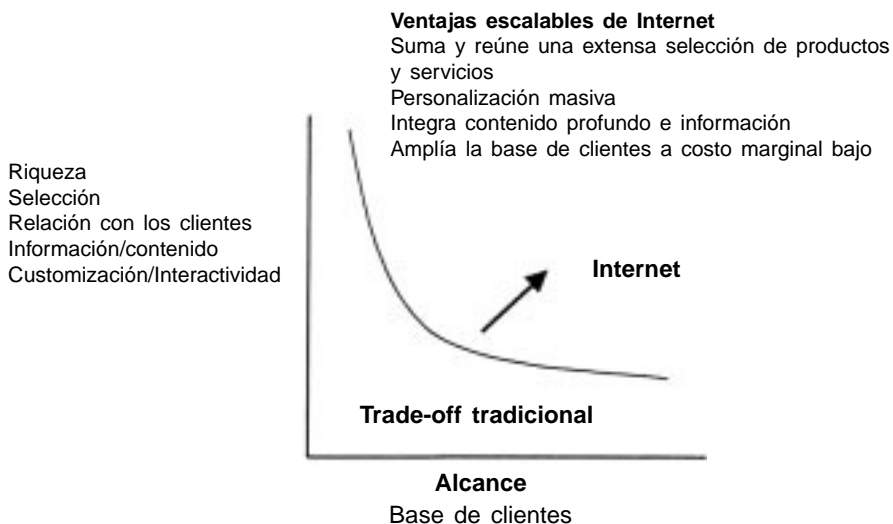 Ventajas escalables de Internet
Suma y reúne una extensa selección de productos
y servicios
Personalización masiva
Integra contenido profundo e información
Amplía la base de clientes a costo marginal bajo
Riqueza
Selección
Relación con los clientes
Información/contenido
Customización/Interactividad
Internet
Trade-off tradicional
Alcance
Base de clientes